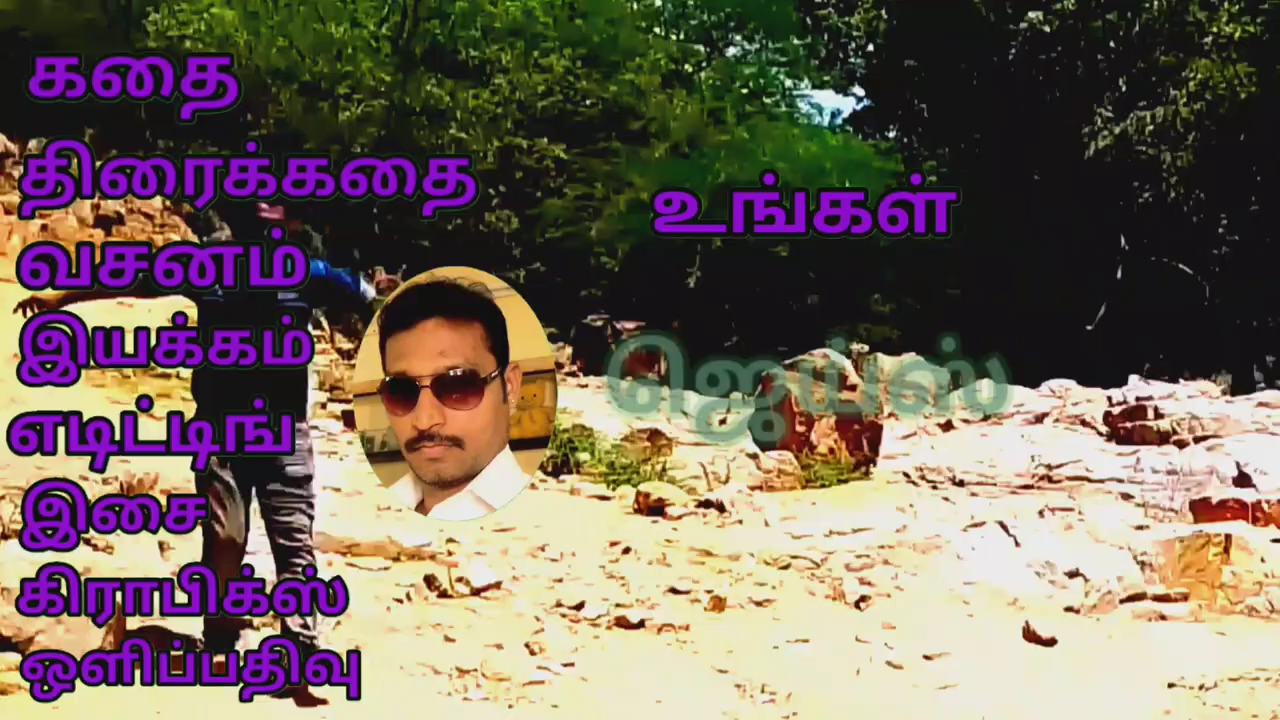 கதை
திரைக்கதை
வசனம்
இயக்கம்
எடிட்டிங்
இசை
கிராபிக்ஸ்
ஒளிப்பதிவு
உங்கள்